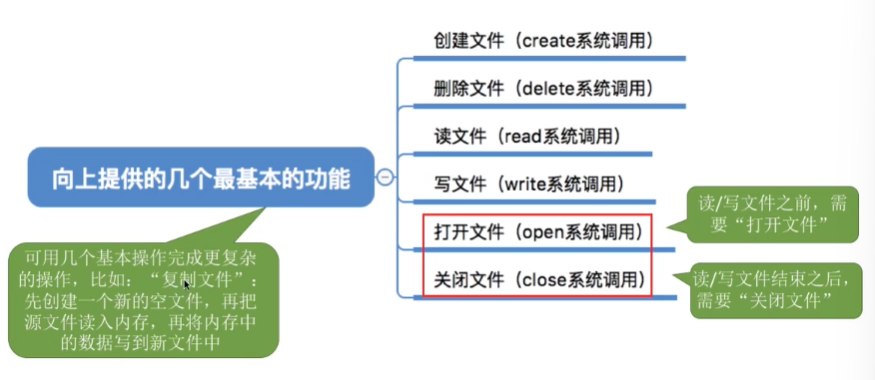 创建文件（create系统调用）
删除文件（delete系统调用）
读文件（read系统调用）
向上提供的几个最基本的功能
写文件（write系统调用）
打开文件（open系统调用）
关闭文件（close系统调用）
读/写文件之前，需
要“打开文件”
读/写文件结束之后，
需要“关闭文件”
可用几个基本操作完成更复杂
的操作，比如：“复制文件”：
先创建一个新的空文件，再把
源文件读入内存，再将内存中
的数据写到新文件中